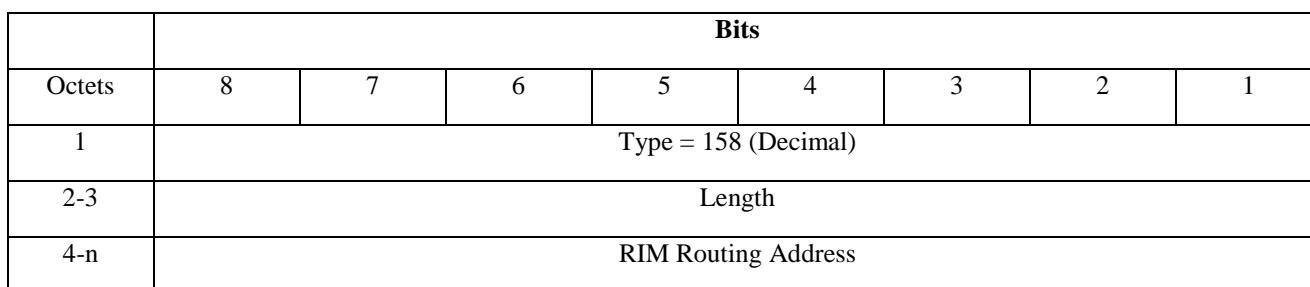 Bits
Octets 8 7 6 5 4 3 2 1
1 Type = 158 (Decimal)
2-3 Length
4-n RIM Routing Address